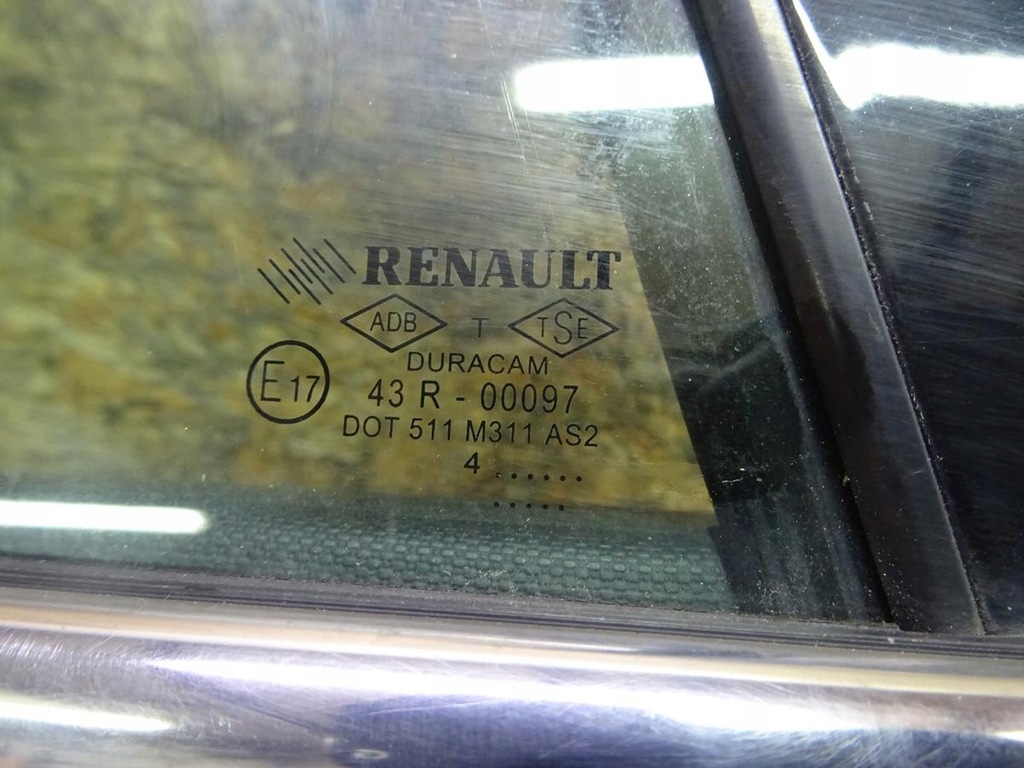 RENAULT
ADB T TSE
DURACAM
E17 43 R - 00097
DOT 511 M311 AS2
4 ......
.....